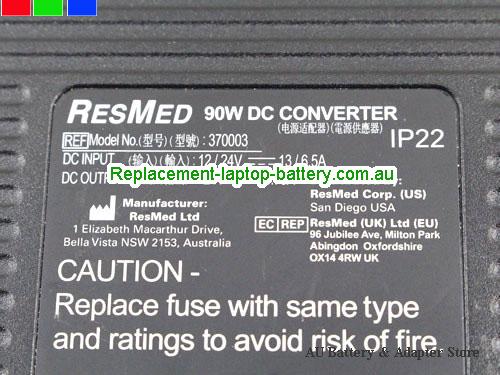 RESMED 90W DC CONVERTER
(电源适配器)(電源供應器)
REF Model No.(型号)(型號): 370003
IP22
DC INPUT (输入)(輸入): 12/24V 13/6.5A
DC OUTP
Replacement-laptop-battery.com.au
Manufacturer:
ResMed Ltd
1 Elizabeth Macarthur Drive,
Bella Vista NSW 2153, Australia
ResMed Corp. (US)
San Diego USA
EC REP ResMed (UK) Ltd (EU)
96 Jubilee Ave, Milton Park
Abingdon Oxfordshire
OX14 4RW UK
CAUTION -
Replace fuse with same type
and ratings to avoid risk of fire.
AU Battery & Adapter Store